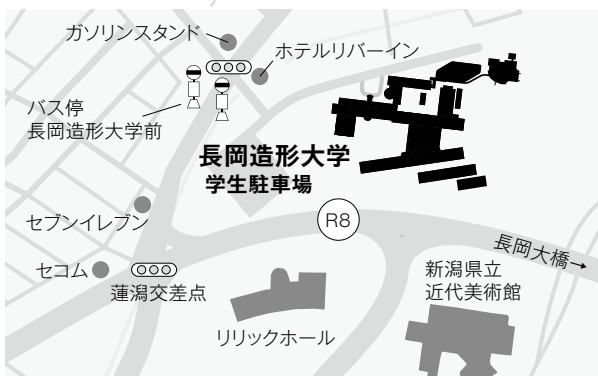 ガソリンスタンド
ホテルリバーイン
バス停
長岡造形大学前
長岡造形大学
学生駐車場
セブンイレブン
R8
長岡大橋→
セコム
蓮潟交差点
新潟県立
近代美術館
リリックホール